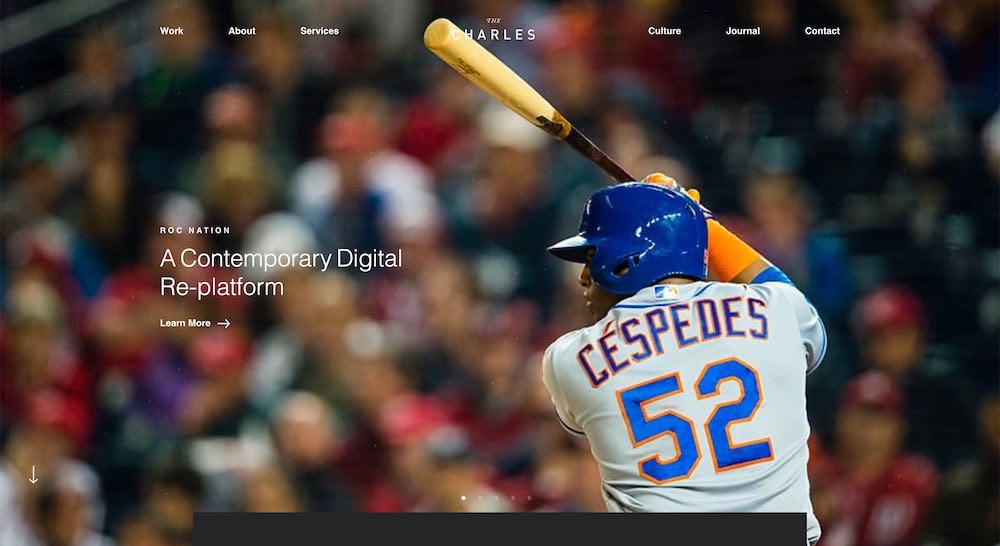 Work
About
Services
THE
CHARLES
Culture
Journal
Contact
ROC NATION
A Contemporary Digital
Re-platform
Learn More
CÉSPEDES
52